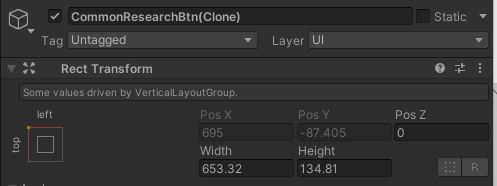 CommonResearchBtn(Clone)
Static
Tag Untagged Layer UI
Rect Transform
Some values driven by VerticalLayoutGroup.
left
Pos X Pos Y Pos Z
top
695 -87.405 0
Width Height
653.32 134.81
R